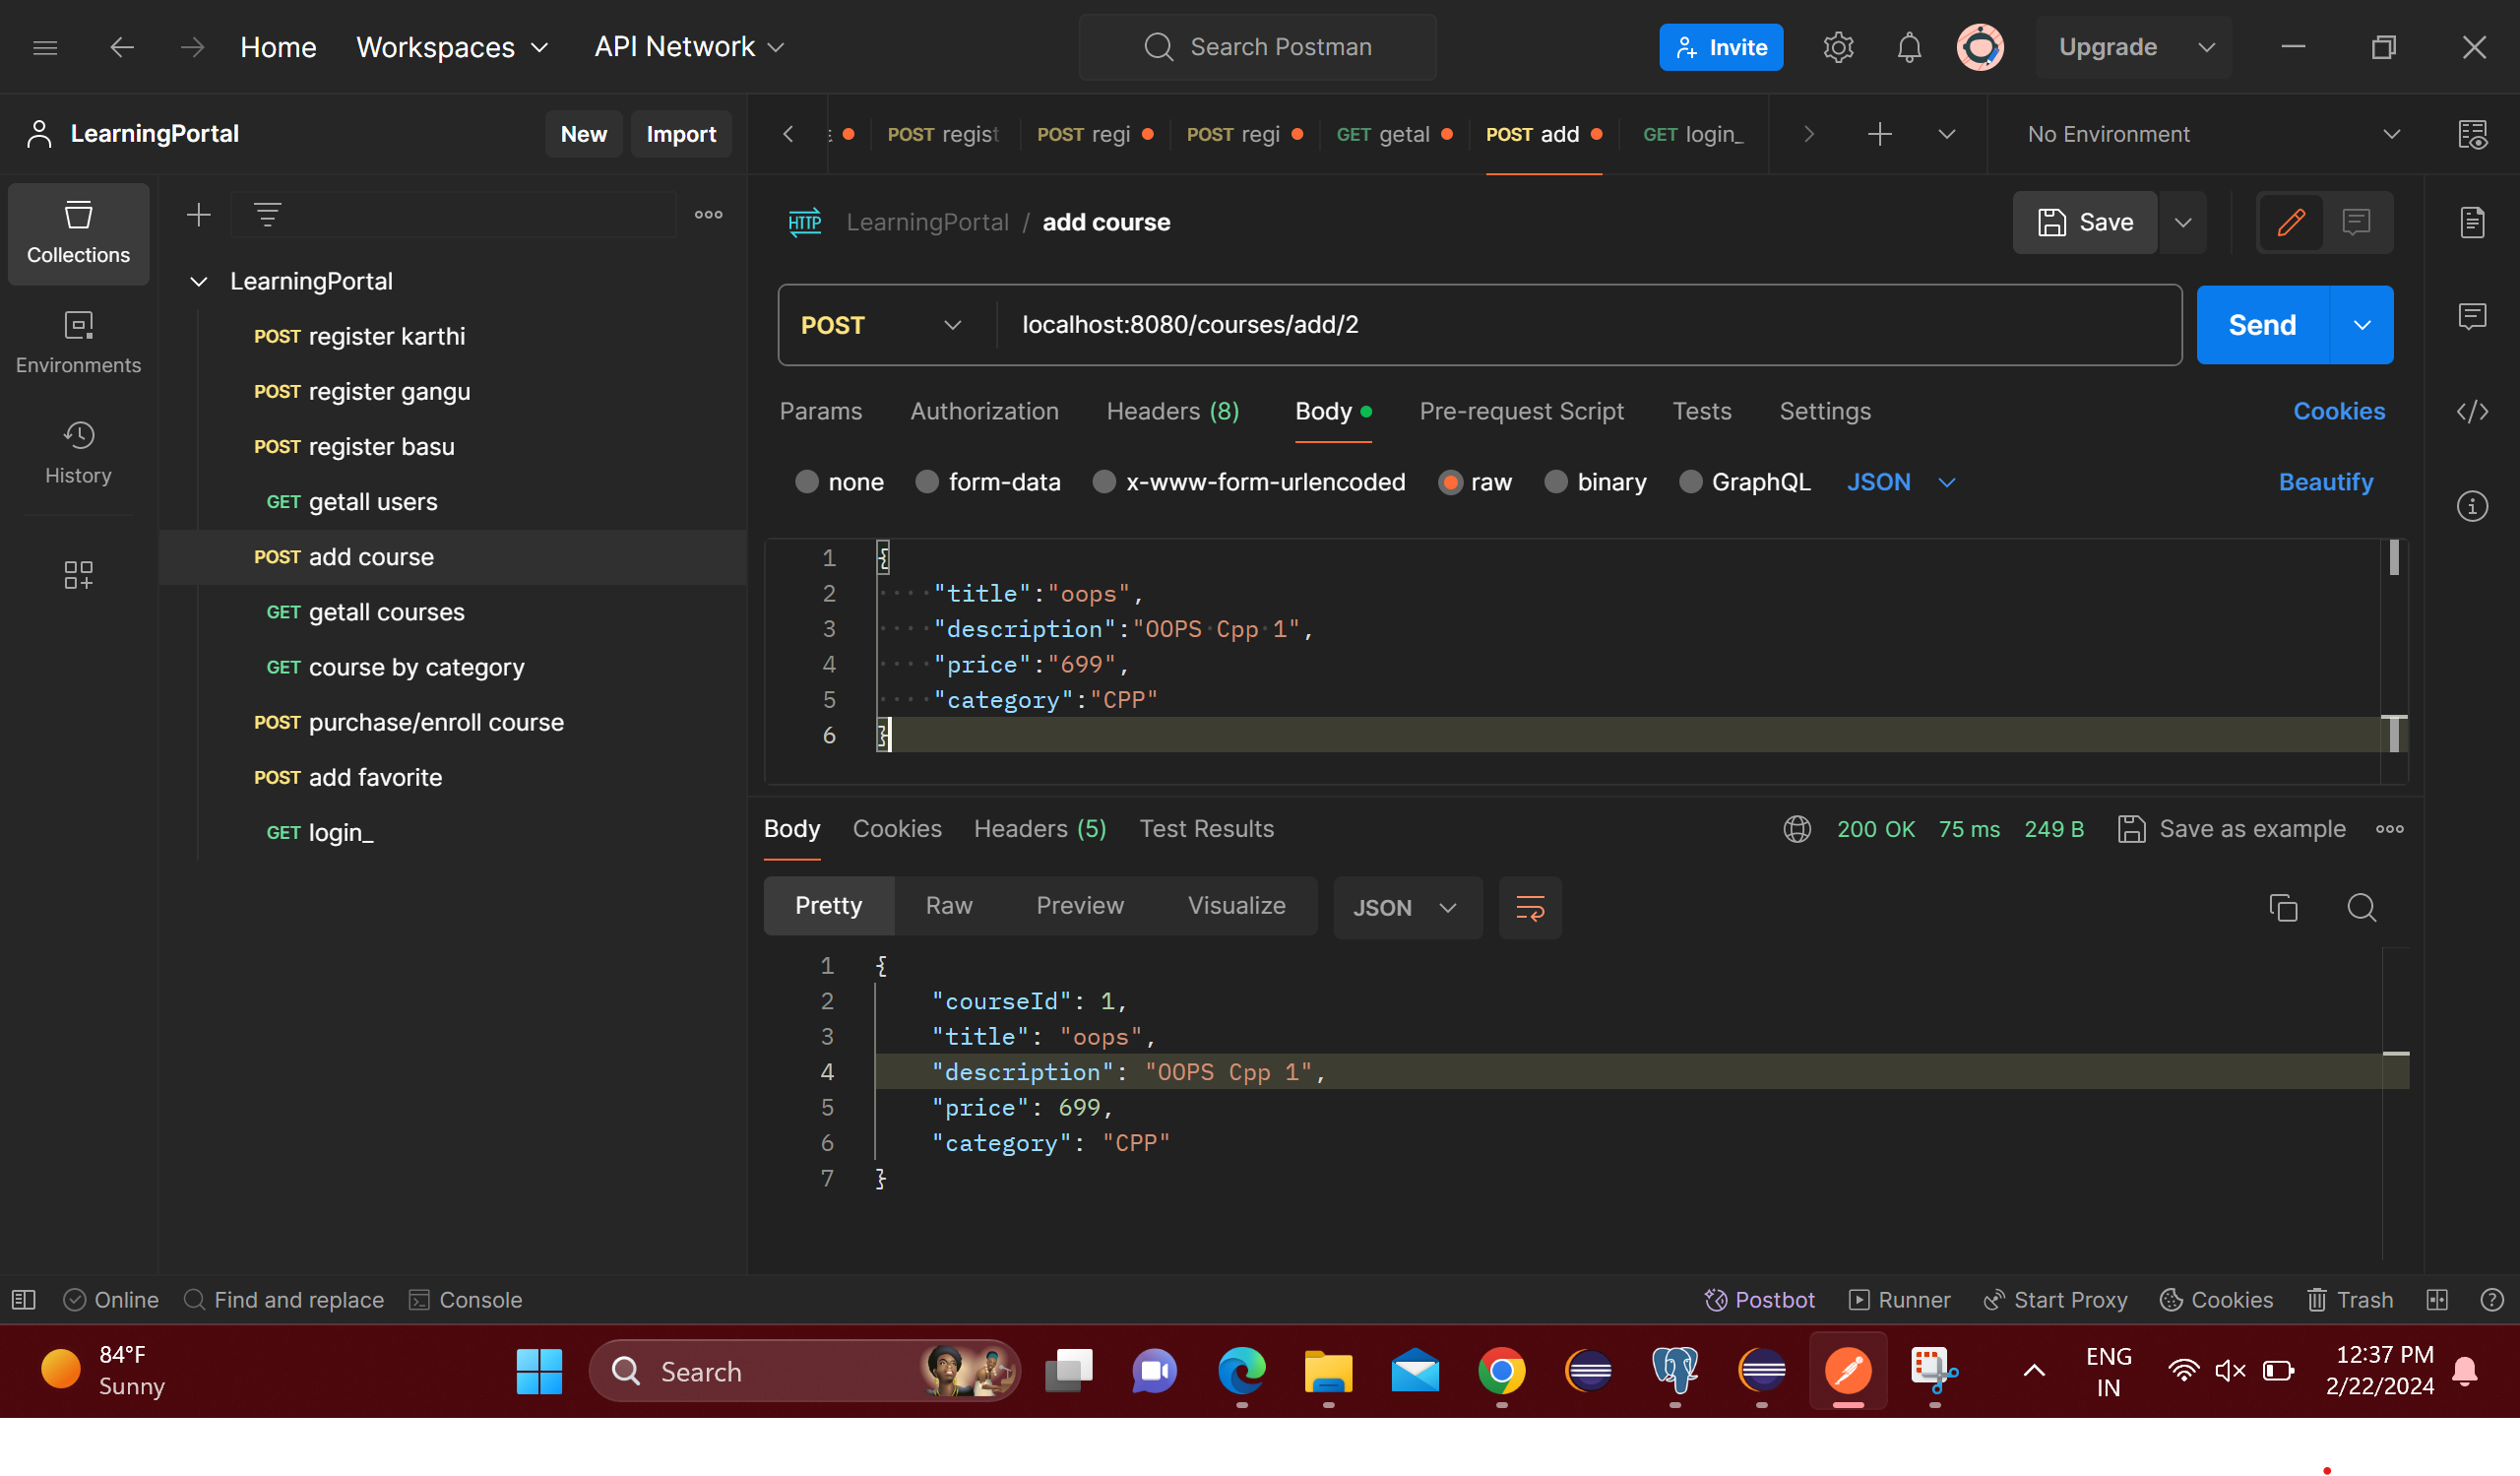 Home Workspaces API Network Search Postman Invite Upgrade
LearningPortal New Import
POST regist POST regi POST regi GET getal POST add GET login_ No Environment
Collections
Environments
History
LearningPortal
POST register karthi
POST register gangu
POST register basu
GET getall users
POST add course
GET getall courses
GET course by category
POST purchase/enroll course
POST add favorite
GET login_
HTTP LearningPortal / add course Save
POST localhost:8080/courses/add/2 Send
Params Authorization Headers (8) Body Pre-request Script Tests Settings Cookies
none form-data x-www-form-urlencoded raw binary GraphQL JSON Beautify
1 {
2 "title":"oops",
3 "description":"OOPS Cpp 1",
4 "price":"699",
5 "category":"CPP"
6 }
Body Cookies Headers (5) Test Results 200 OK 75 ms 249 B Save as example
Pretty Raw Preview Visualize JSON
1 {
2 "courseId": 1,
3 "title": "oops",
4 "description": "OOPS Cpp 1",
5 "price": 699,
6 "category": "CPP"
7 }
Online Find and replace Console Postbot Runner Start Proxy Cookies Trash
84°F
Sunny
Search
ENG
IN
12:37 PM
2/22/2024